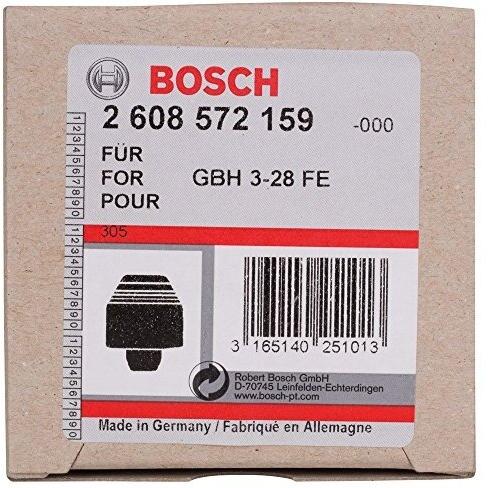 BOSCH
2 608 572 159 -000
FÜR
FOR GBH 3-28 FE
POUR
305
1234567890123456789012345678901234567890
3 165140 251013
Robert Bosch GmbH
D-70745 Leinfelden-Echterdingen
www.bosch-pt.com
Made in Germany / Fabriqué en Allemagne